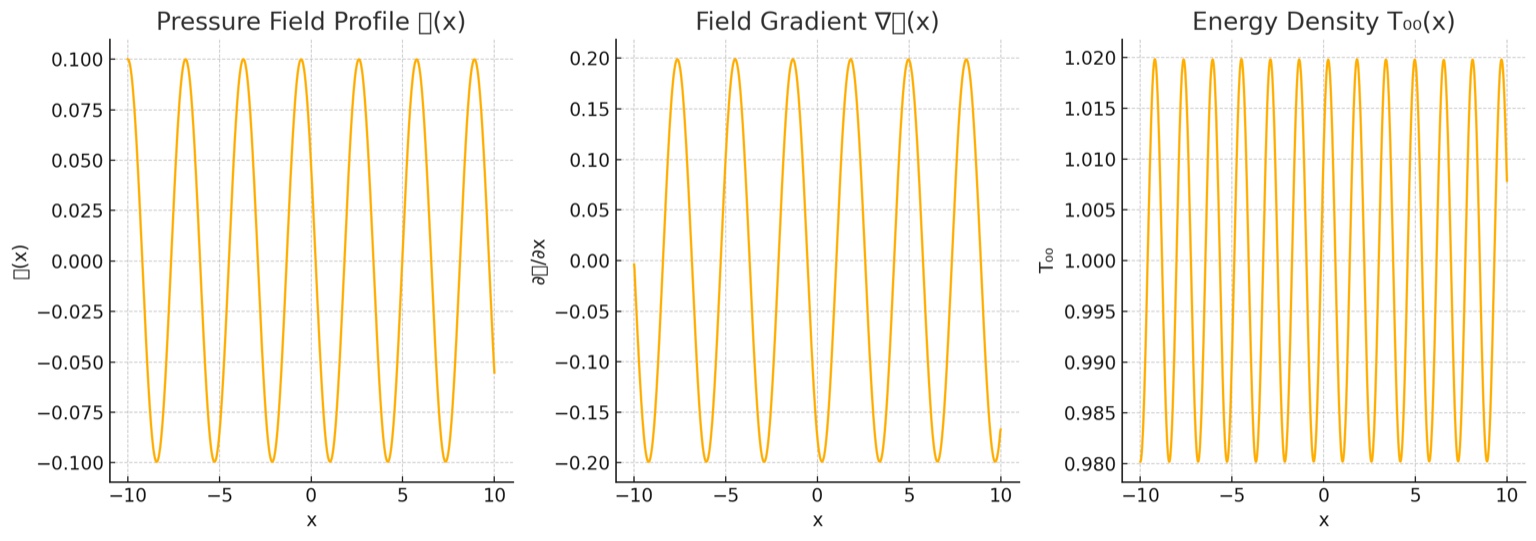 Pressure Field Profile ▯(x)
0.100
0.075
0.050
0.025
0.000
−0.025
−0.050
−0.075
−0.100
▯(x)
−10 −5 0 5 10
x
Field Gradient ∇▯(x)
0.20
0.15
0.10
0.05
0.00
−0.05
−0.10
−0.15
−0.20
∂▯/∂x
−10 −5 0 5 10
x
Energy Density T₀₀(x)
1.020
1.015
1.010
1.005
1.000
0.995
0.990
0.985
0.980
T₀₀
−10 −5 0 5 10
x